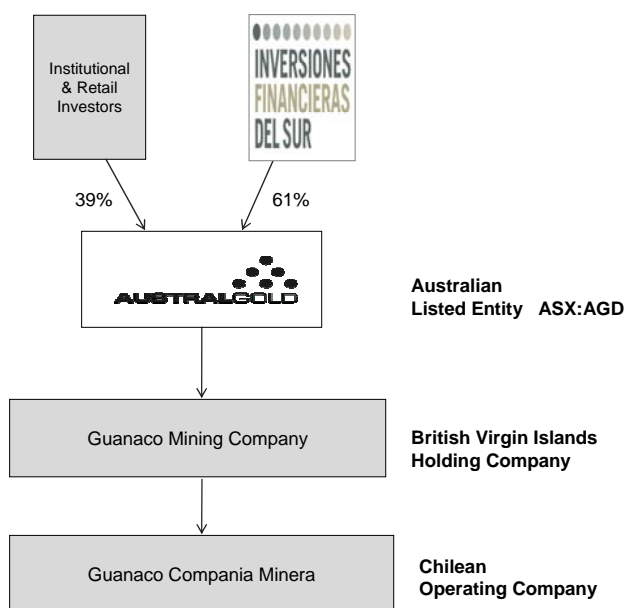 Institutional
& Retail
Investors
INVERSIONES
FINANCIERAS
DEL SUR
39%
61%
AUSTRALGOLD
Australian
Listed Entity ASX:AGD
Guanaco Mining Company
British Virgin Islands
Holding Company
Guanaco Compania Minera
Chilean
Operating Company